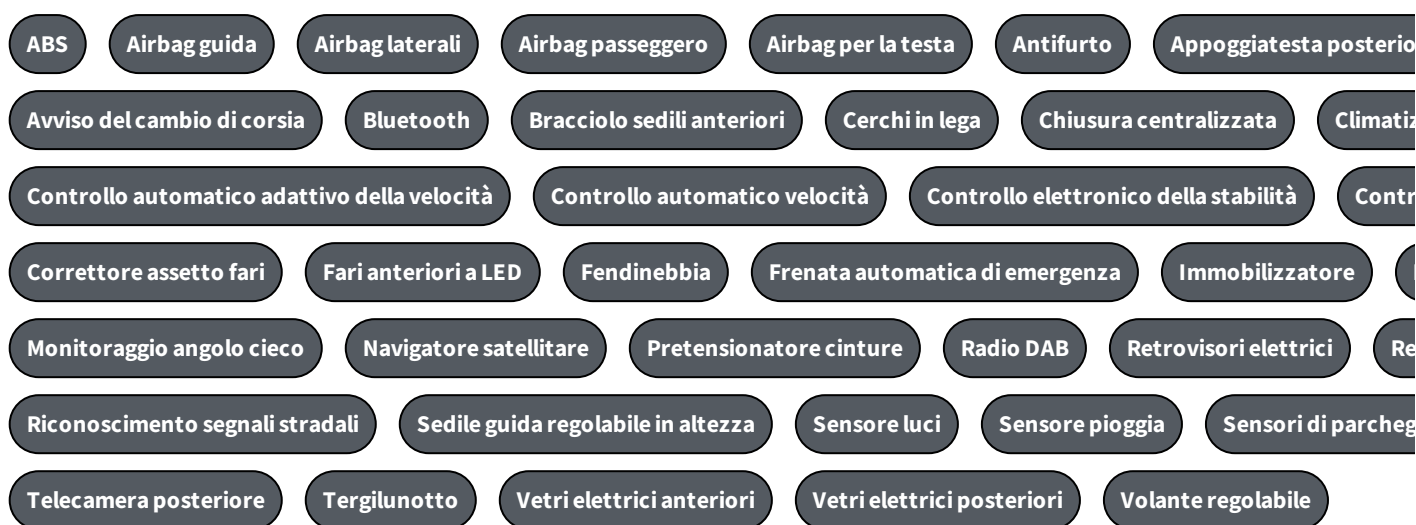 ABS Airbag guida Airbag laterali Airbag passeggero Airbag per la testa Antifurto Appoggiatesta
Avviso del cambio di corsia Bluetooth Bracciolo sedili anteriori Cerchi in lega Chiusura centralizzata
Controllo automatico adattivo della velocità Controllo automatico velocità Controllo elettronico della stabilità
Correttore assetto fari Fari anteriori a LED Fendinebbia Frenata automatica di emergenza Immobilizzatore
Monitoraggio angolo cieco Navigatore satellitare Pretensionatore cinture Radio DAB Retrovisori elettrici
Riconoscimento segnali stradali Sedile guida regolabile in altezza Sensore luci Sensore pioggia Sensori di
Telecamera posteriore Tergilunotto Vetri elettrici anteriori Vetri elettrici posteriori Volante regolabile